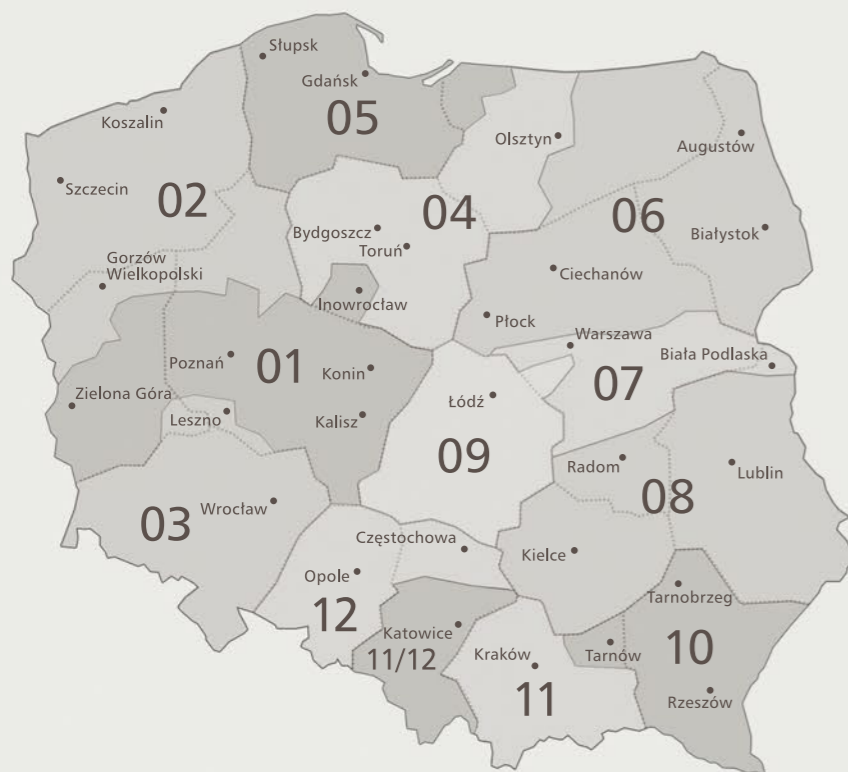 Słupsk
Gdańsk
05
Koszalin
Olsztyn
Augustów
Szczecin
02
04
06
Bydgoszcz
Toruń
Białystok
Gorzów
Wielkopolski
Ciechanów
Inowrocław
Płock
Warszawa
Biała Podlaska
Poznań
01
Konin
07
Zielona Góra
Łódź
Leszno
Kalisz
09
Radom
Lublin
08
03
Wrocław
Częstochowa
Kielce
Opole
12
Tarnobrzeg
Katowice
11/12
Kraków
Tarnów
10
11
Rzeszów